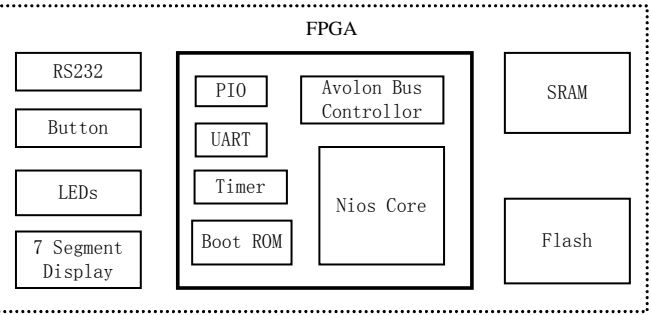 FPGA
RS232
Button
LEDs
7 Segment
Display
PIO
UART
Timer
Boot ROM
Avolon Bus
Controllor
Nios Core
SRAM
Flash